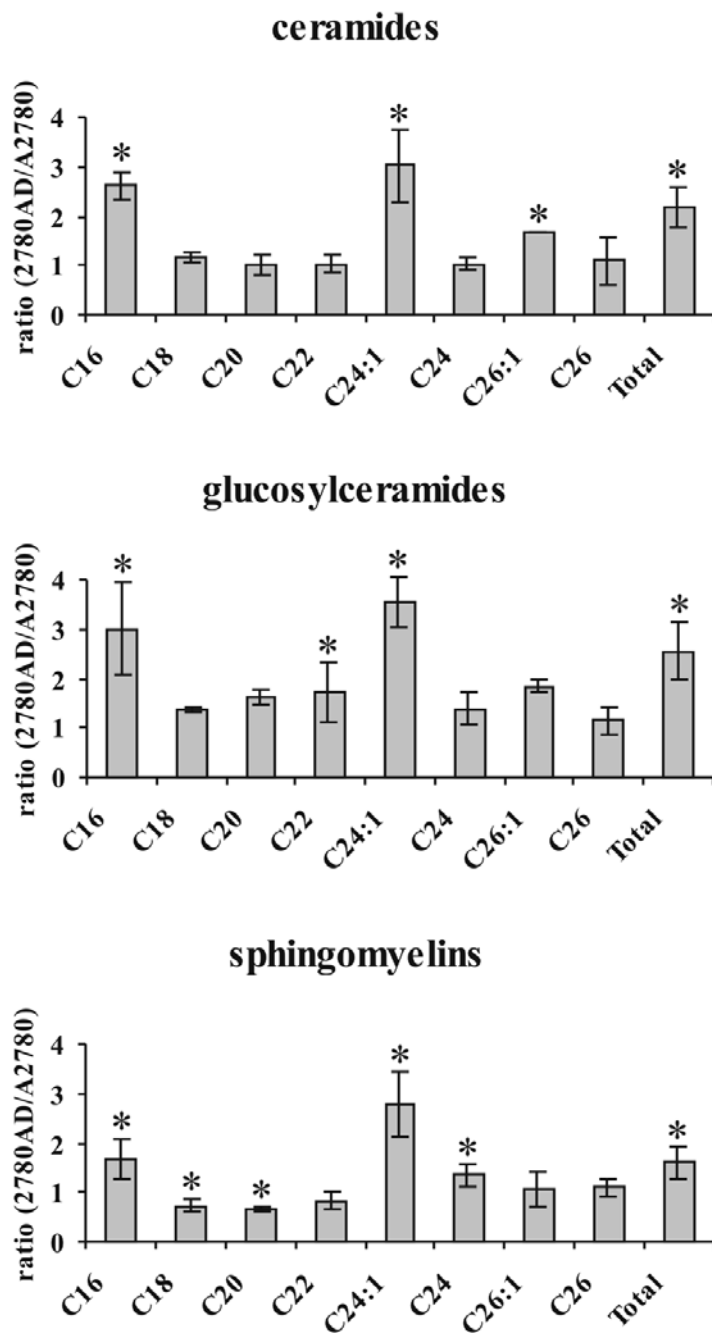 ceramides
ratio (2780AD/A2780)
4
3
2
1
0
* * * *
C16 C18 C20 C22 C24:1 C24 C26:1 C26 Total
glucosylceramides
ratio (2780AD/A2780)
4
3
2
1
0
* * * *
C16 C18 C20 C22 C24:1 C24 C26:1 C26 Total
sphingomyelins
ratio (2780AD/A2780)
4
3
2
1
0
* * * * * *
C16 C18 C20 C22 C24:1 C24 C26:1 C26 Total